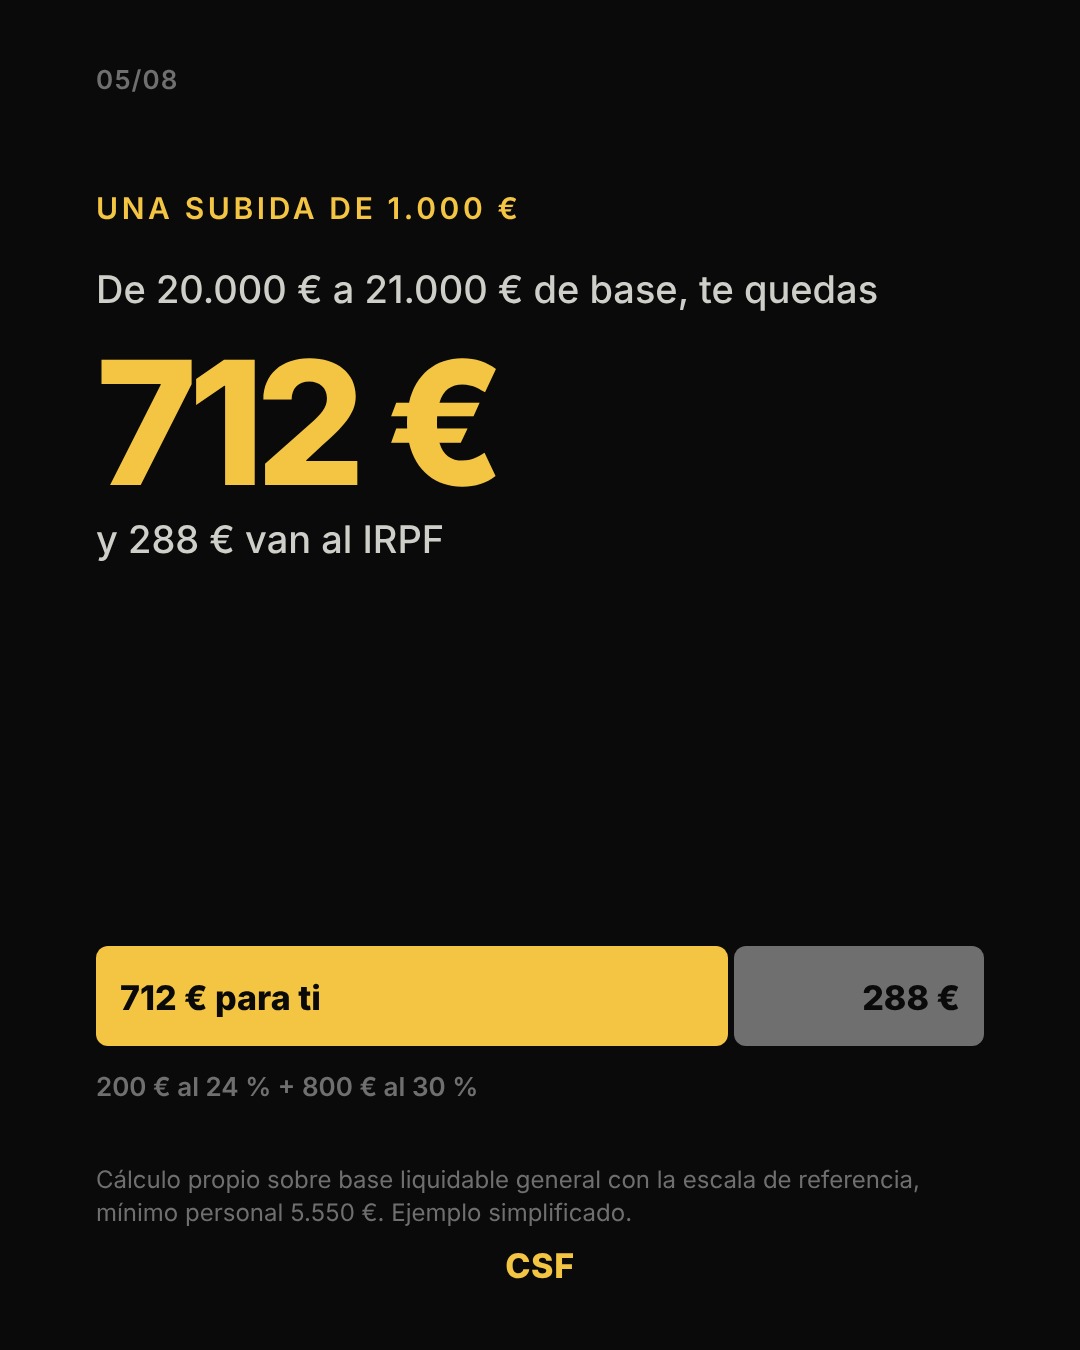 05/08
UNA SUBIDA DE 1.000 €
De 20.000 € a 21.000 € de base, te quedas
712 €
y 288 € van al IRPF
712 € para ti
288 €
200 € al 24 % + 800 € al 30 %
Cálculo propio sobre base liquidable general con la escala de referencia,
mínimo personal 5.550 €. Ejemplo simplificado.
CSF